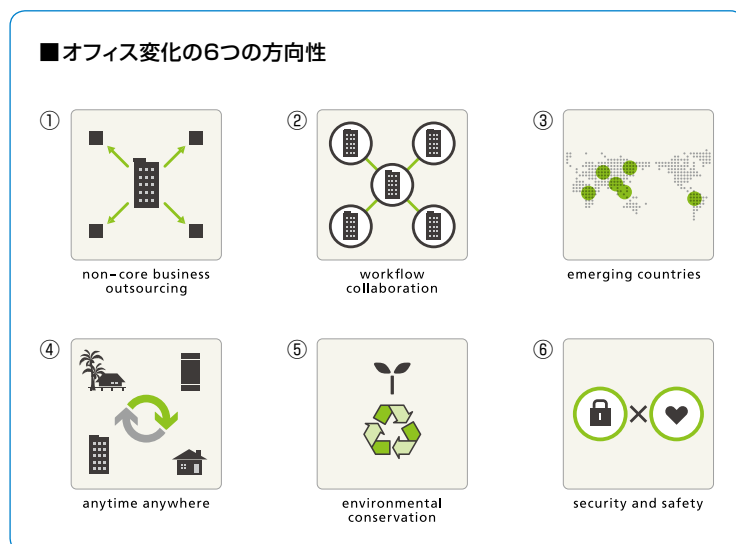 ■オフィス変化の6つの方向性
①
non-core business
outsourcing
②
workflow
collaboration
③
emerging countries
④
anytime anywhere
⑤
environmental
conservation
⑥
security and safety